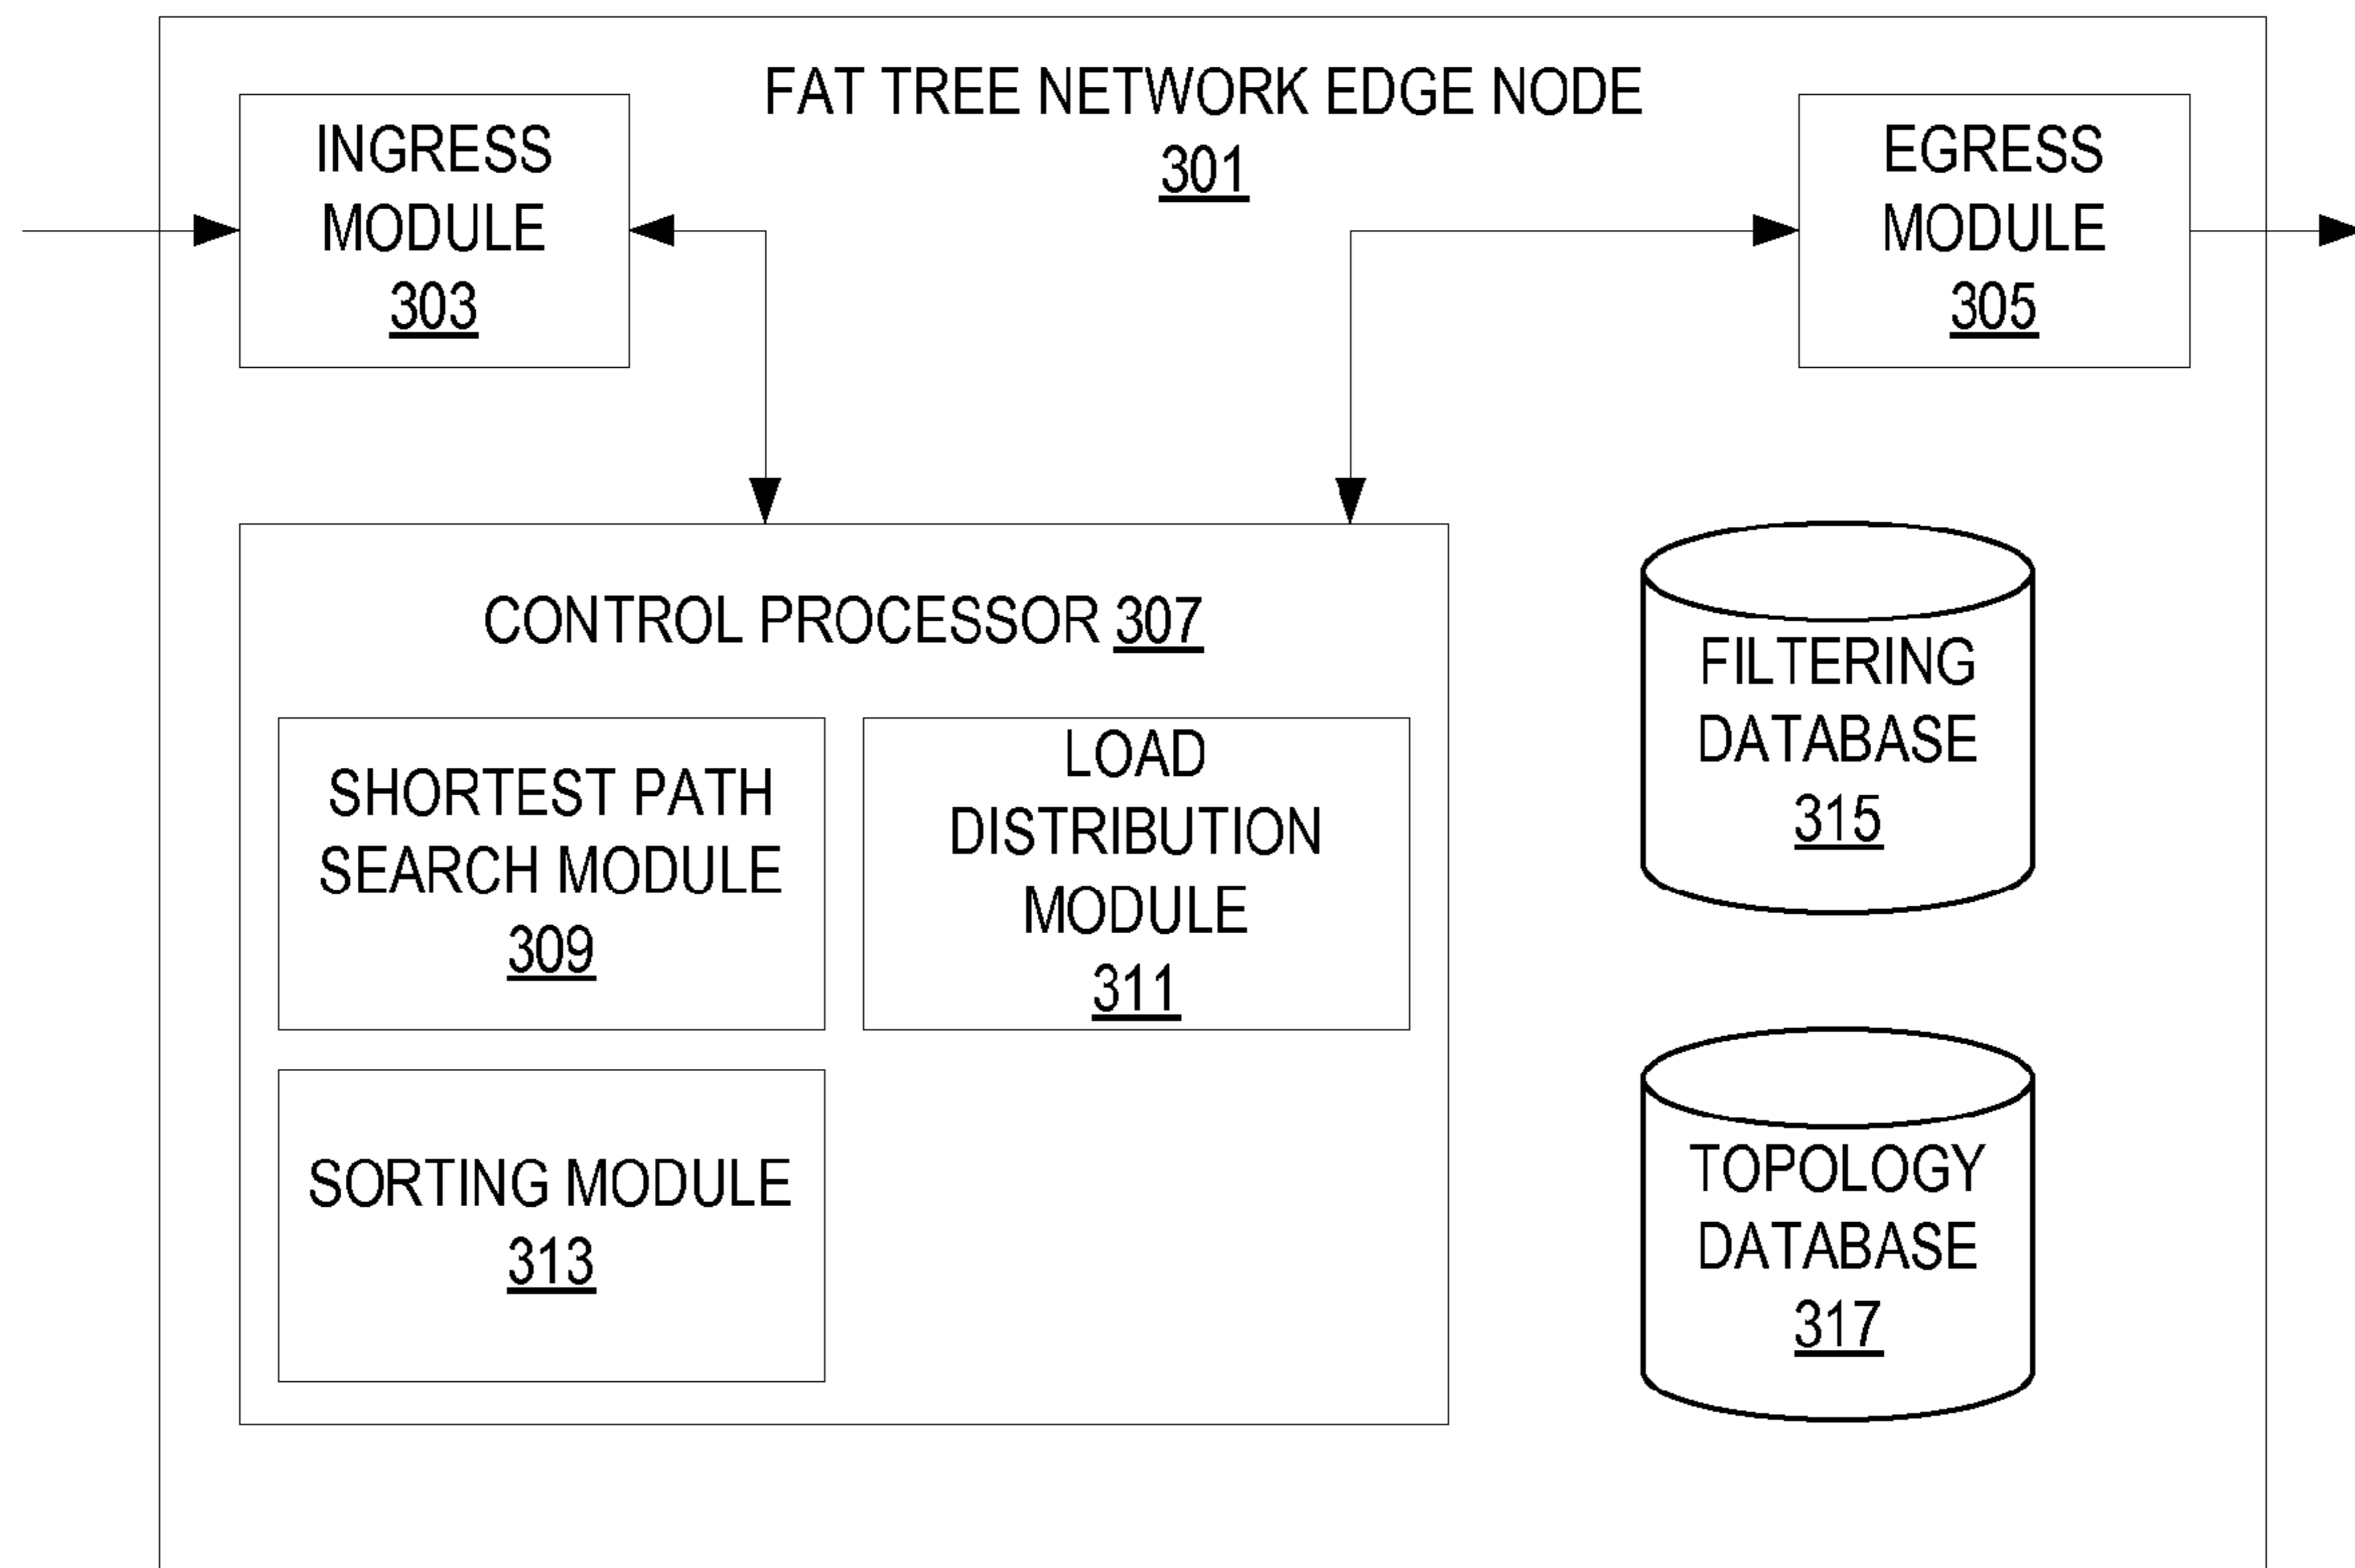 FAT TREE NETWORK EDGE NODE
301
INGRESS
MODULE
303
EGRESS
MODULE
305
CONTROL PROCESSOR 307
SHORTEST PATH
SEARCH MODULE
309
LOAD
DISTRIBUTION
MODULE
311
SORTING MODULE
313
FILTERING
DATABASE
315
TOPOLOGY
DATABASE
317